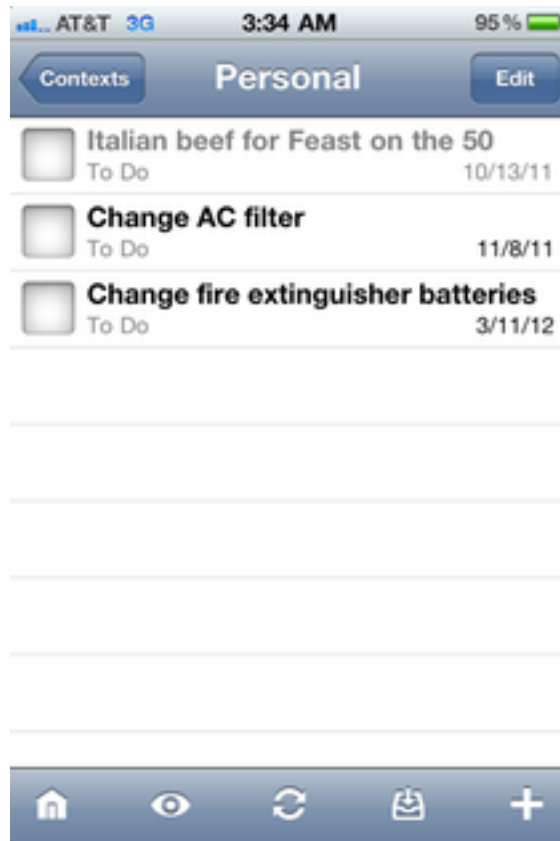 AT&T 3G 3:34 AM 95%
Contexts Personal Edit
Italian beef for Feast on the 50
To Do 10/13/11
Change AC filter
To Do 11/8/11
Change fire extinguisher batteries
To Do 3/11/12